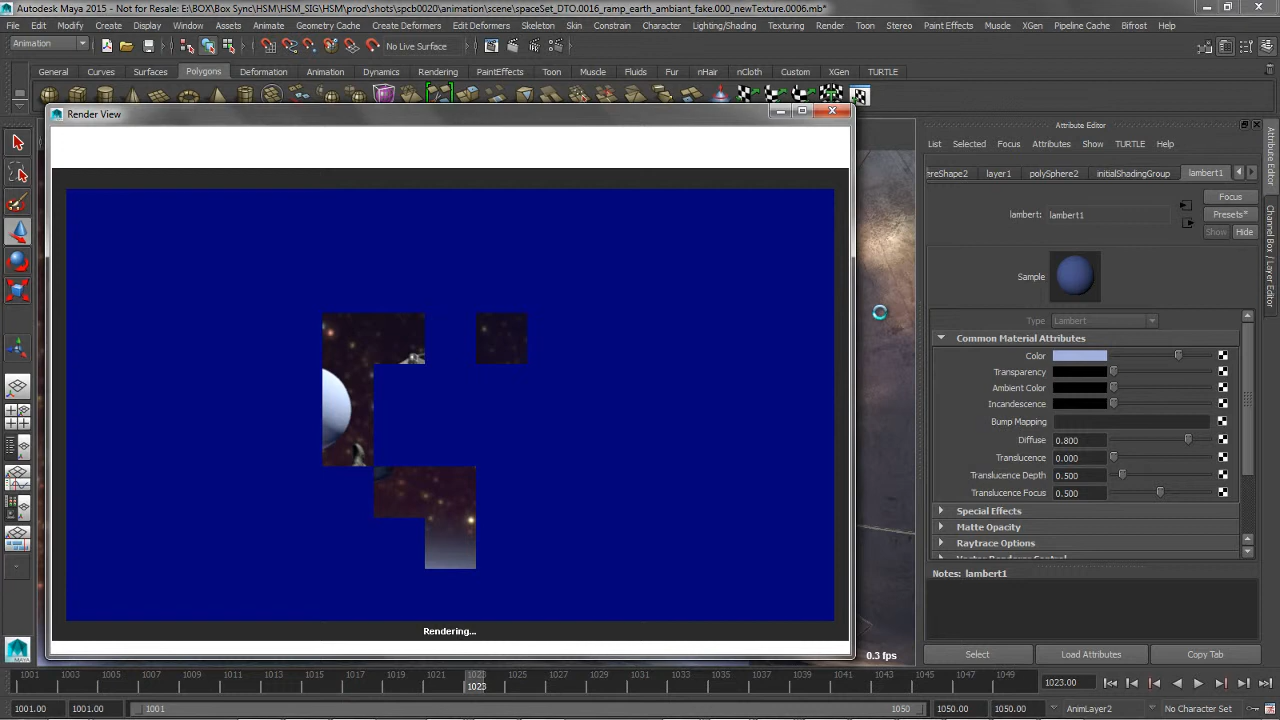 Autodesk Maya 2015 - Not for Resale: E:\BOX\Box Sync\HSM\HSM_SIG\HSM\prod\shots\spcb0020\animation\scene\spaceSet_DTO.0016_ramp_earth_ambiant_fake.000_newTexture.0006.mb*
File Edit Modify Create Display Window Assets Animate Geometry Cache Create Deformers Edit Deformers Skeleton Skin Constrain Character Lighting/Shading Texturing Render Toon Stereo Paint Effects Muscle XGen Pipeline Cache Bifrost Help
Animation No Live Surface
General Curves Surfaces Polygons Deformation Animation Dynamics Rendering PaintEffects Toon Muscle Fluids Fur nHair nCloth Custom XGen TURTLE
Render View
Attribute Editor
List Selected Focus Attributes Show TURTLE Help
ereShape2 layer1 polySphere2 initialShadingGroup lambert1
Focus
lambert: lambert1 Presets*
Show Hide
Sample
Type Lambert
Common Material Attributes
Color
Transparency
Ambient Color
Incandescence
Bump Mapping
Diffuse 0.800
Translucence 0.000
Translucence Depth 0.500
Translucence Focus 0.500
Special Effects
Matte Opacity
Raytrace Options
Notes: lambert1
Select Load Attributes Copy Tab
Attribute Editor
Channel Box / Layer Editor
Rendering...
0.3 fps
MAYA
1001 1003 1005 1007 1009 1011 1013 1015 1017 1019 1021 1023 1025 1027 1029 1031 1033 1035 1037 1039 1041 1043 1045 1047 1049
1023 1023.00
1001.00 1001.00 1001 1050 1050.00 1050.00 AnimLayer2 No Character Set